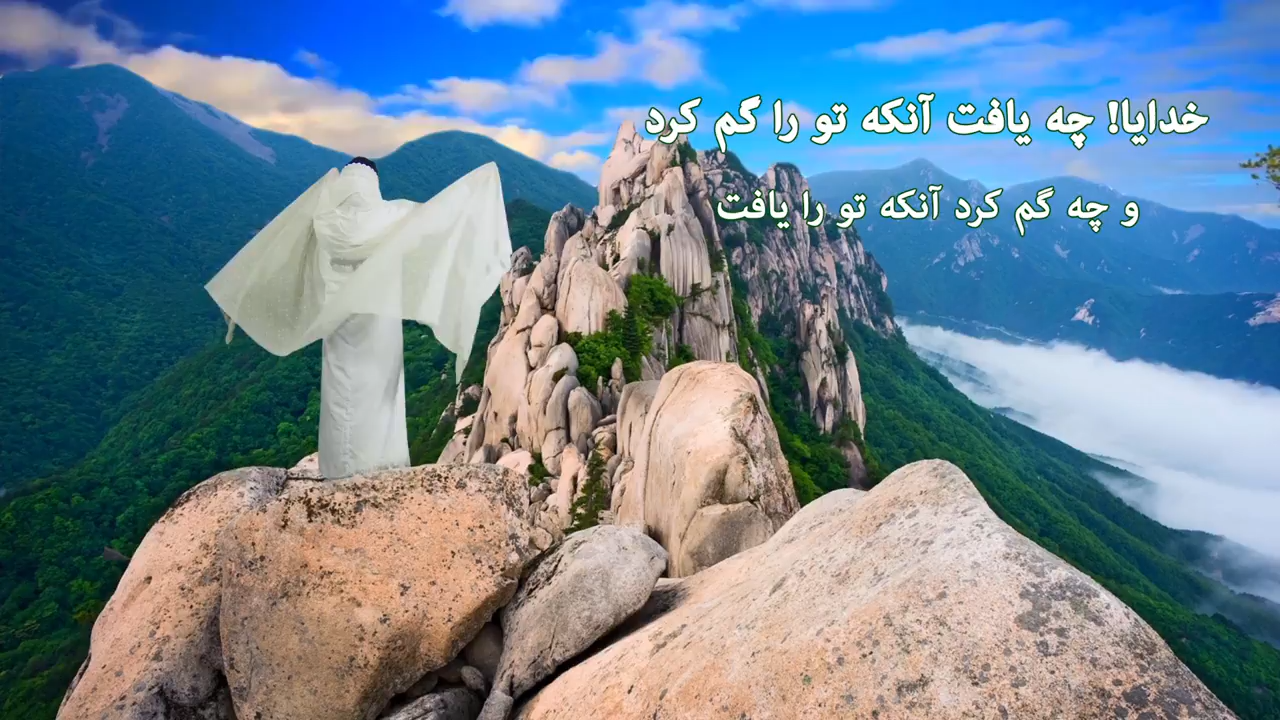 خدایا! چه یافت آنکه تو را گم کرد
و چه گم کرد آنکه تو را یافت